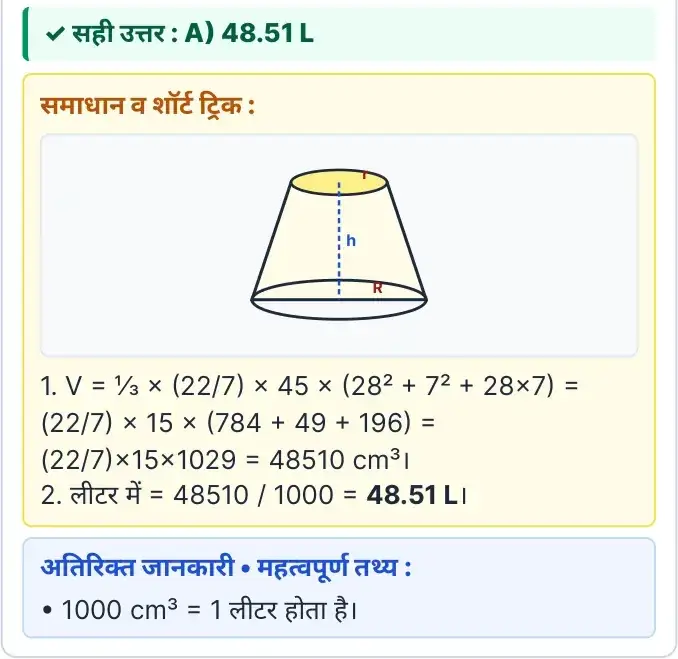 ✓ सही उत्तर : A) 48.51 L
समाधान व शॉर्ट ट्रिक :
r
h
R
1. V = ⅓ × (22/7) × 45 × (28² + 7² + 28×7) =
(22/7) × 15 × (784 + 49 + 196) =
(22/7)×15×1029 = 48510 cm³।
2. लीटर में = 48510 / 1000 = 48.51 L।
अतिरिक्त जानकारी • महत्वपूर्ण तथ्य :
• 1000 cm³ = 1 लीटर होता है।